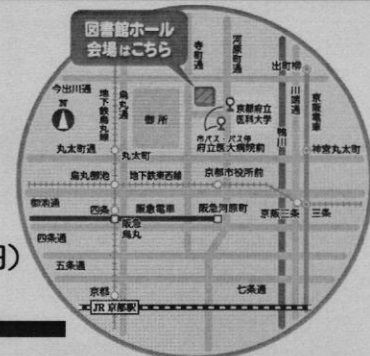 図書館ホール
会場はこちら
寺町通
河原町通
出町柳
今出川通
地下鉄烏丸線
烏丸通
川端通
京阪電車
N
御所
京都府立
医科大学
鴨川
市バス・バス停
府立医大病院前
丸太町通
丸太町
神宮丸太町
烏丸御池
地下鉄東西線
京都市役所前
御池通
四条
阪急電車
阪急河原町
京阪三条
三条
四条通
阪急
烏丸
五条通
京都
七条通
JR 京都駅
円)